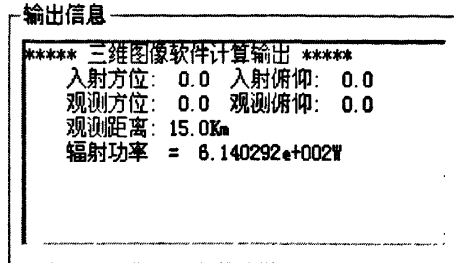 输出信息
***** 三维图像软件计算输出 *****
入射方位: 0.0 入射俯仰: 0.0
观测方位: 0.0 观测俯仰: 0.0
观测距离: 15.0Km
辐射功率 = 6.140292e+002W